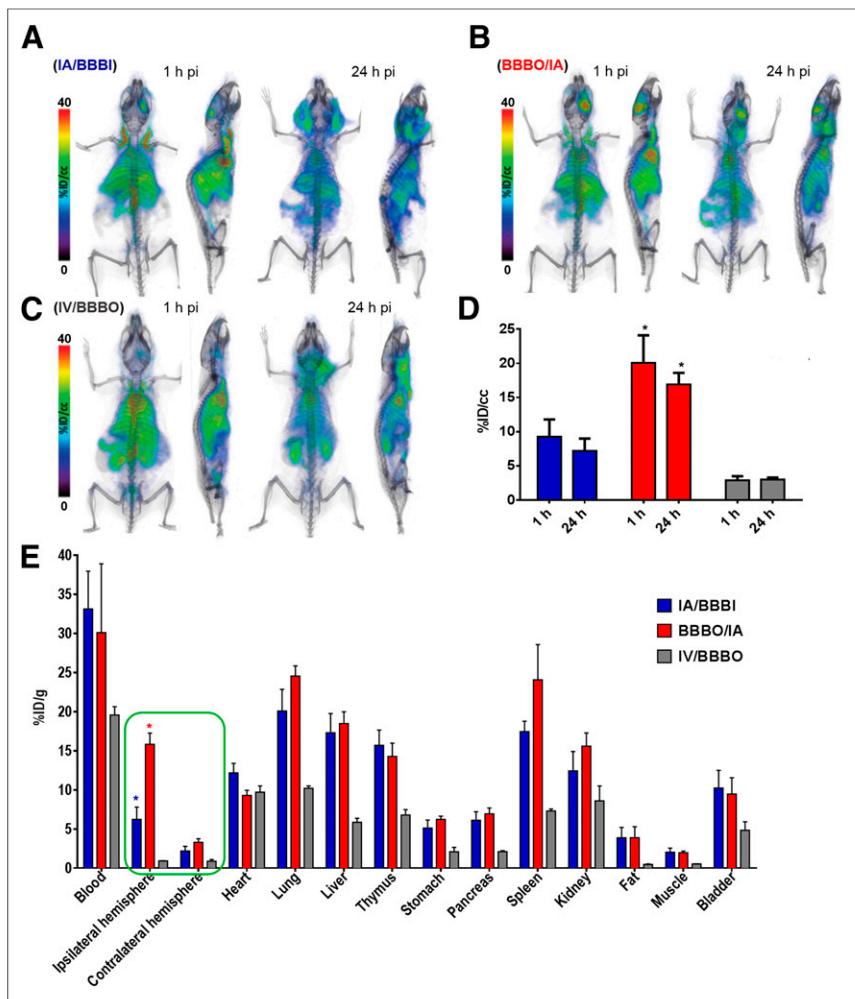 A
(IA/BBBI)
1 h pi
24 h pi
40
%ID/cc
0
B
(BBBO/IA)
1 h pi
24 h pi
40
%ID/cc
0
C
(IV/BBBO)
1 h pi
24 h pi
40
%ID/cc
0
D
25
20
15
10
5
0
%ID/cc
* *
1 h 24 h 1 h 24 h 1 h 24 h
E
40
35
30
25
20
15
10
5
0
%ID/g
* *
IA/BBBI
BBBO/IA
IV/BBBO
Blood
Ipsilateral hemisphere
Contralateral hemisphere
Heart
Lung
Liver
Thymus
Stomach
Pancreas
Spleen
Kidney
Fat
Muscle
Bladder